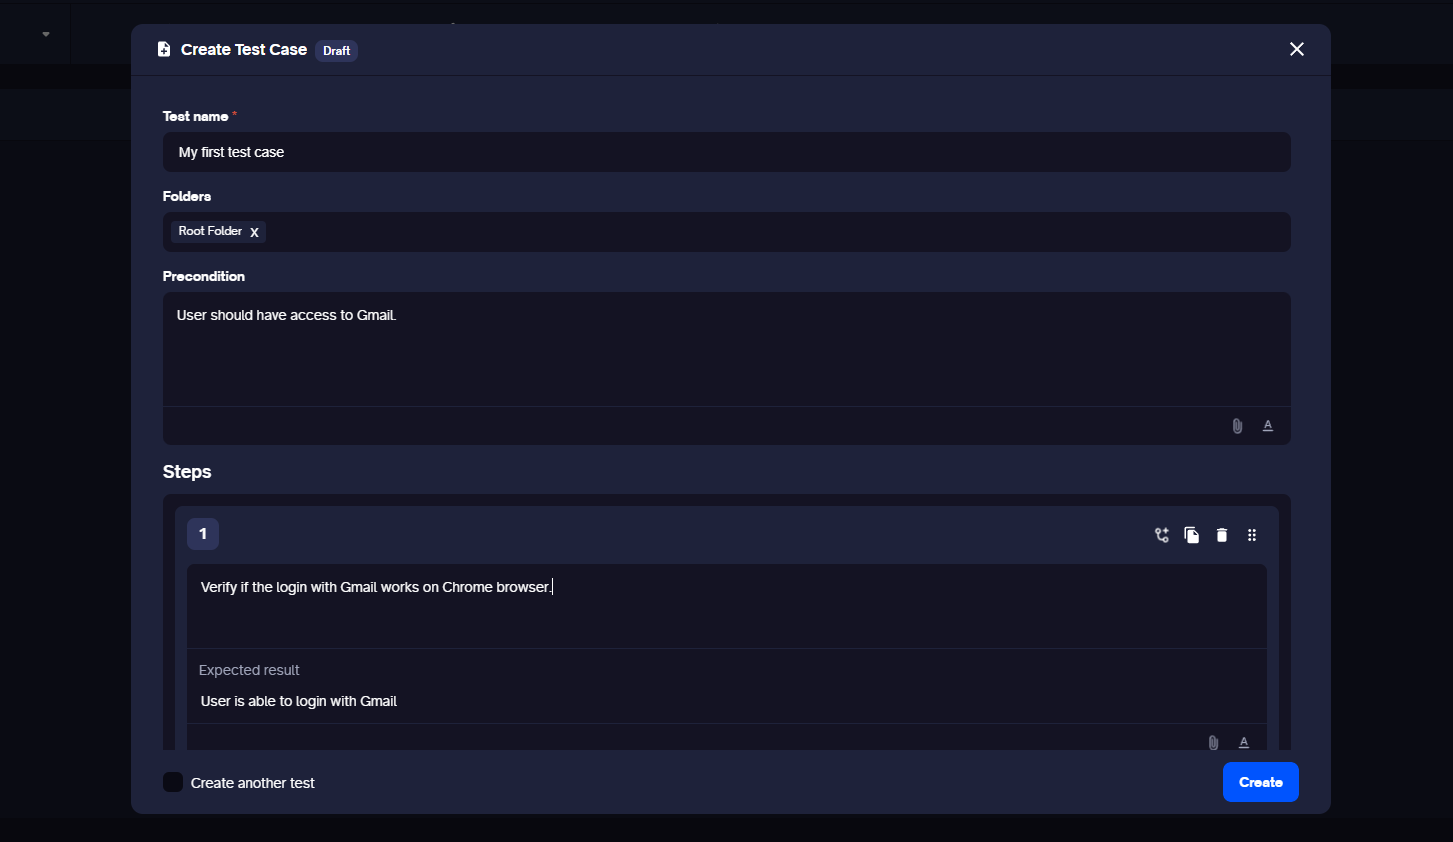 Create Test Case Draft
Test name *
My first test case
Folders
Root Folder X
Precondition
User should have access to Gmail.
Steps
1
Verify if the login with Gmail works on Chrome browser.
Expected result
User is able to login with Gmail
Create another test
Create